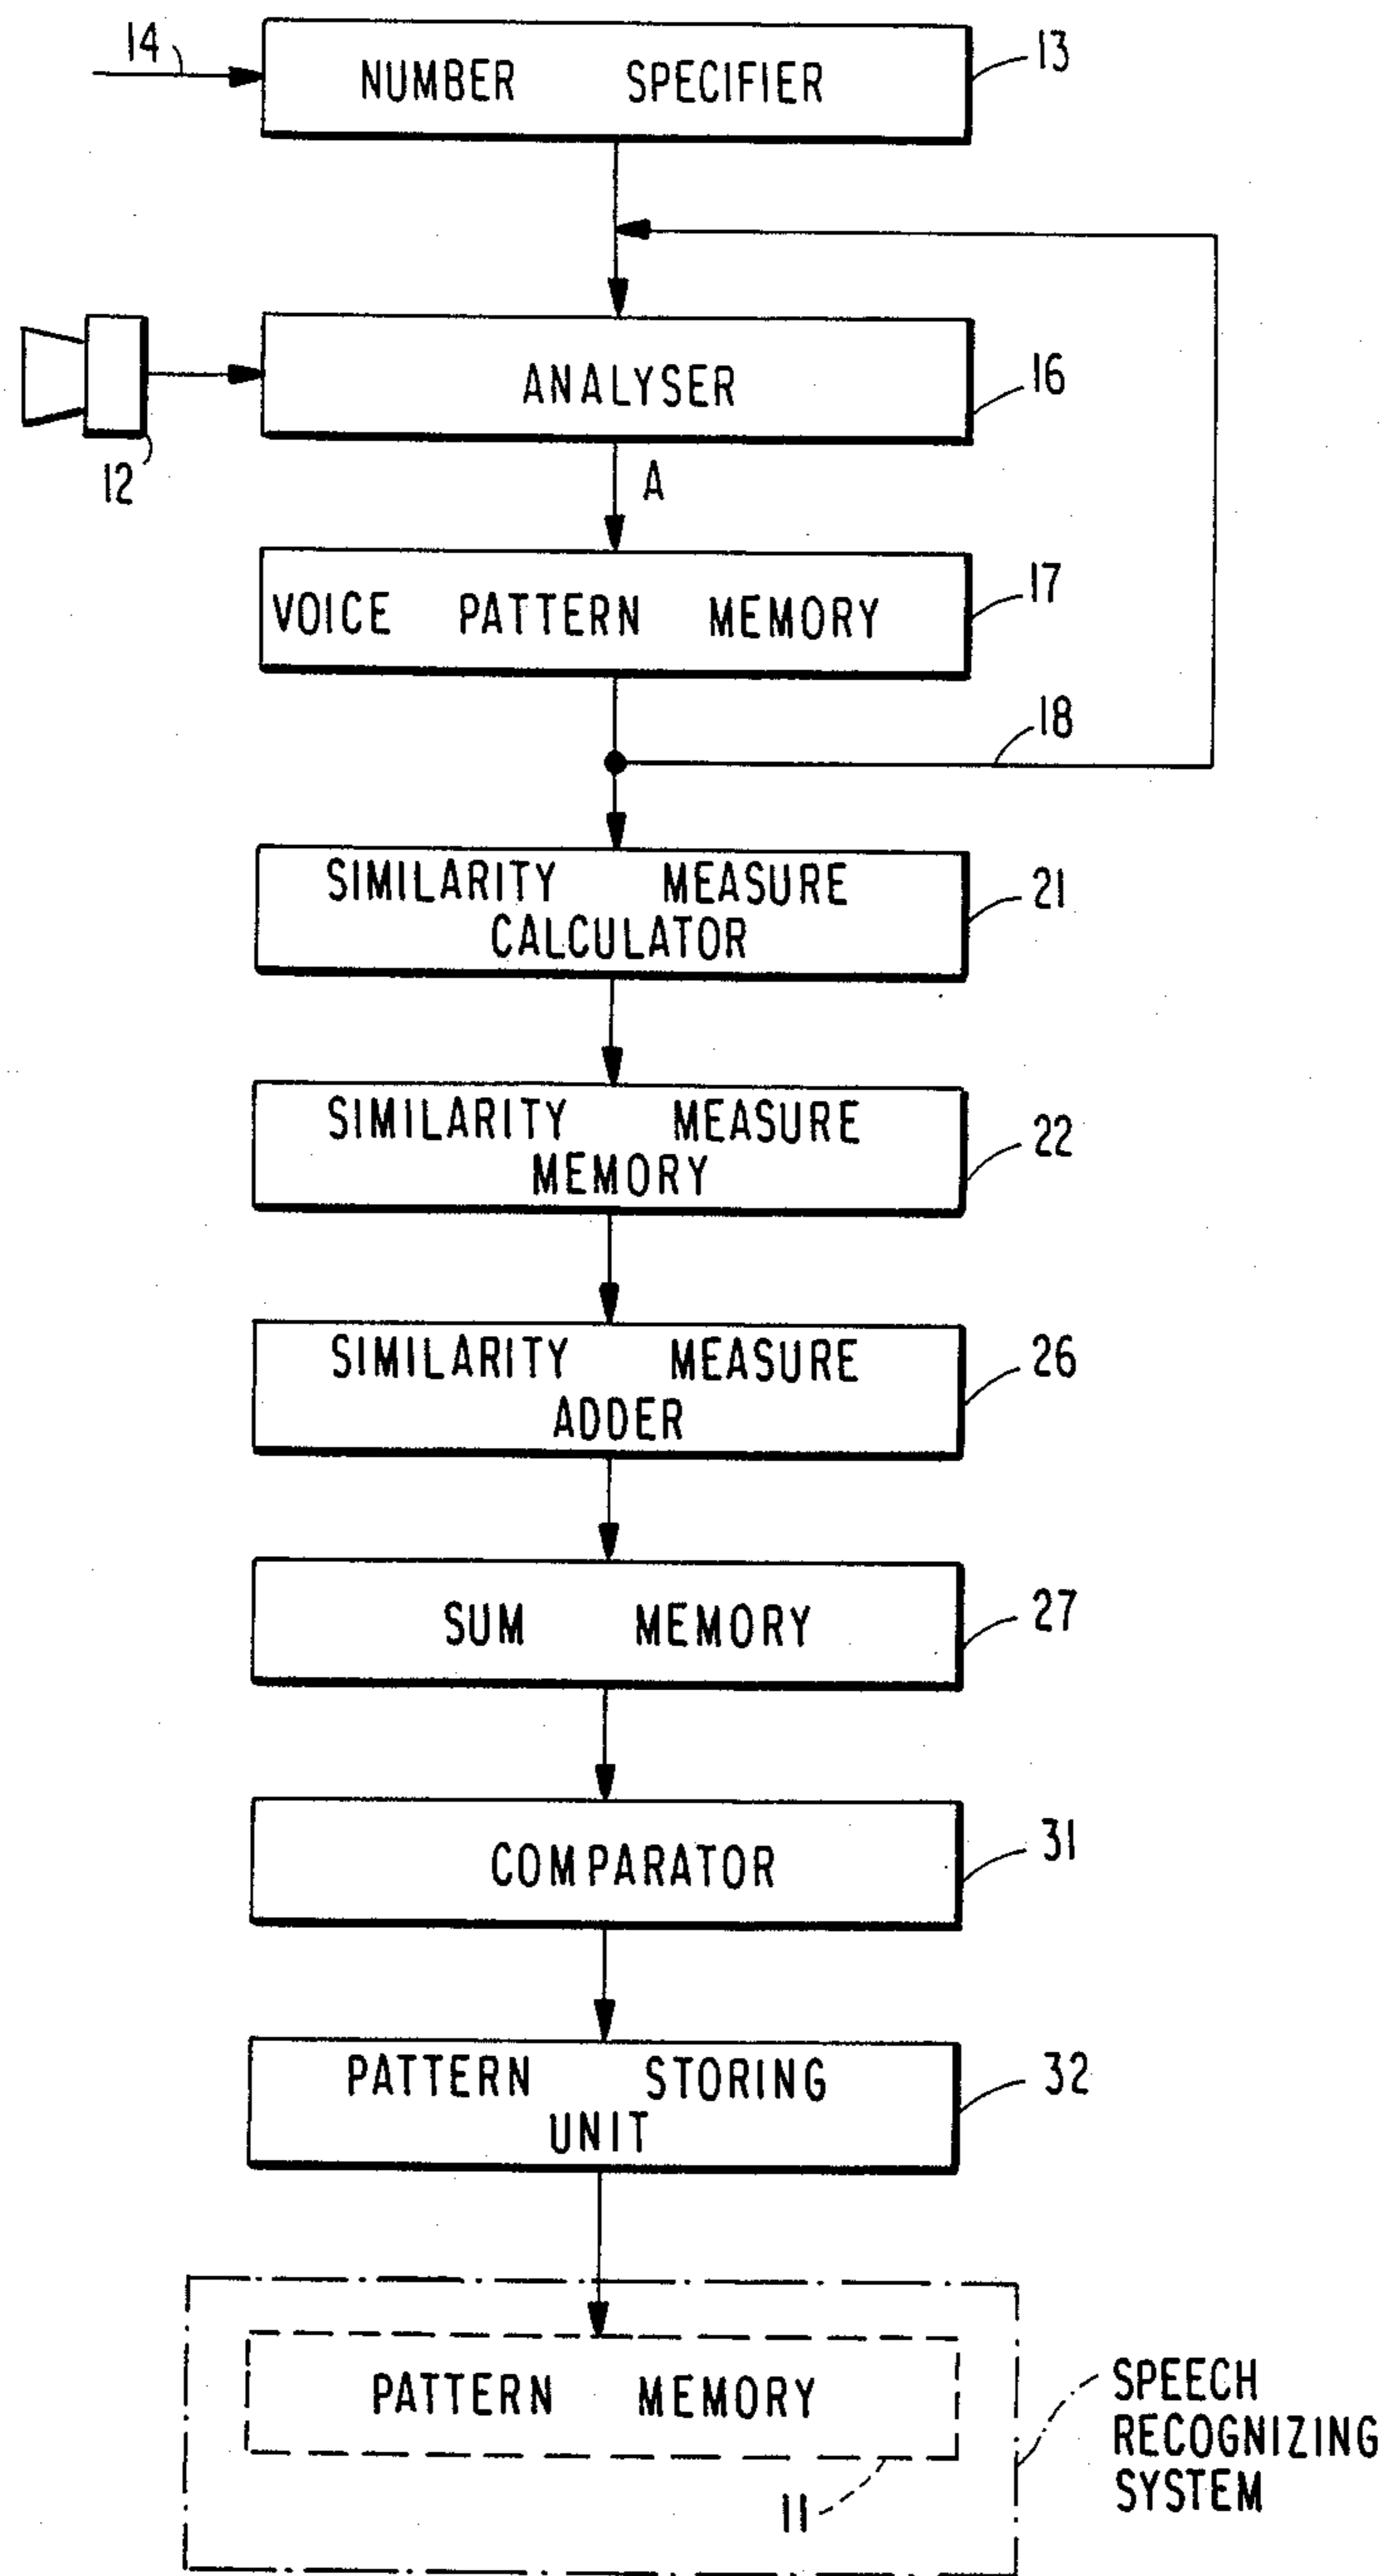 14
NUMBER SPECIFIER
13
ANALYSER
16
12
A
VOICE PATTERN MEMORY
17
18
SIMILARITY MEASURE
CALCULATOR
21
SIMILARITY MEASURE
MEMORY
22
SIMILARITY MEASURE
ADDER
26
SUM MEMORY
27
COMPARATOR
31
PATTERN STORING
UNIT
32
PATTERN MEMORY
11
SPEECH
RECOGNIZING
SYSTEM